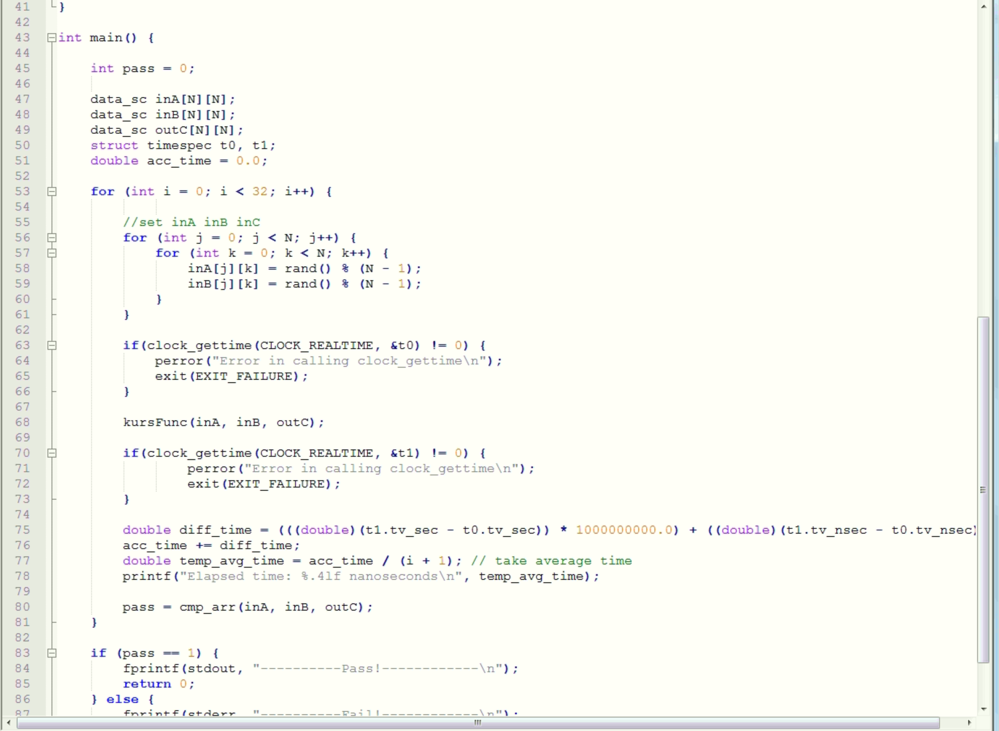 41 }
42
43 int main() {
44
45 int pass = 0;
46
47 data_sc inA[N][N];
48 data_sc inB[N][N];
49 data_sc outC[N][N];
50 struct timespec t0, t1;
51 double acc_time = 0.0;
52
53 for (int i = 0; i < 32; i++) {
54
55 //set inA inB inC
56 for (int j = 0; j < N; j++) {
57 for (int k = 0; k < N; k++) {
58 inA[j][k] = rand() % (N - 1);
59 inB[j][k] = rand() % (N - 1);
60 }
61 }
62
63 if(clock_gettime(CLOCK_REALTIME, &t0) != 0) {
64 perror("Error in calling clock_gettime\n");
65 exit(EXIT_FAILURE);
66 }
67
68 kursFunc(inA, inB, outC);
69
70 if(clock_gettime(CLOCK_REALTIME, &t1) != 0) {
71 perror("Error in calling clock_gettime\n");
72 exit(EXIT_FAILURE);
73 }
74
75 double diff_time = (((double)(t1.tv_sec - t0.tv_sec)) * 1000000000.0) + ((double)(t1.tv_nsec - t0.tv_nsec)
76 acc_time += diff_time;
77 double temp_avg_time = acc_time / (i + 1); // take average time
78 printf("Elapsed time: %.4lf nanoseconds\n", temp_avg_time);
79
80 pass = cmp_arr(inA, inB, outC);
81 }
82
83 if (pass == 1) {
84 fprintf(stdout, "----------Pass!------------\n");
85 return 0;
86 } else {
87 fprintf(stderr, "----------Fail!------------\n");